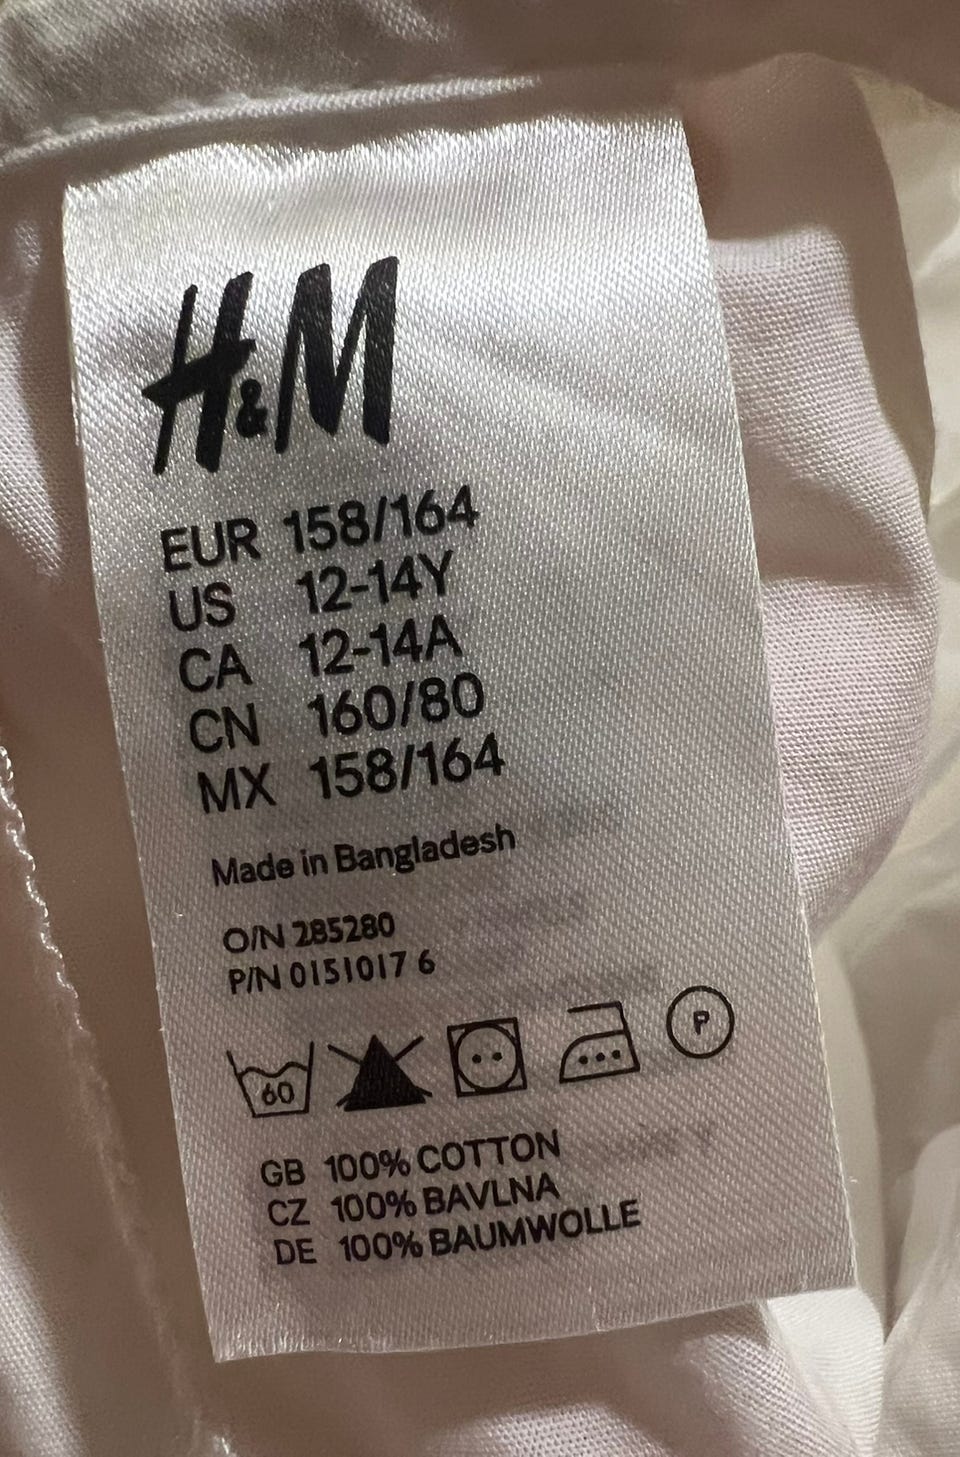 H&M
EUR 158/164
US 12-14Y
CA 12-14A
CN 160/80
MX 158/164
Made in Bangladesh
O/N 285280
P/N 0151017 6
60 P
GB 100% COTTON
CZ 100% BAVLNA
DE 100% BAUMWOLLE